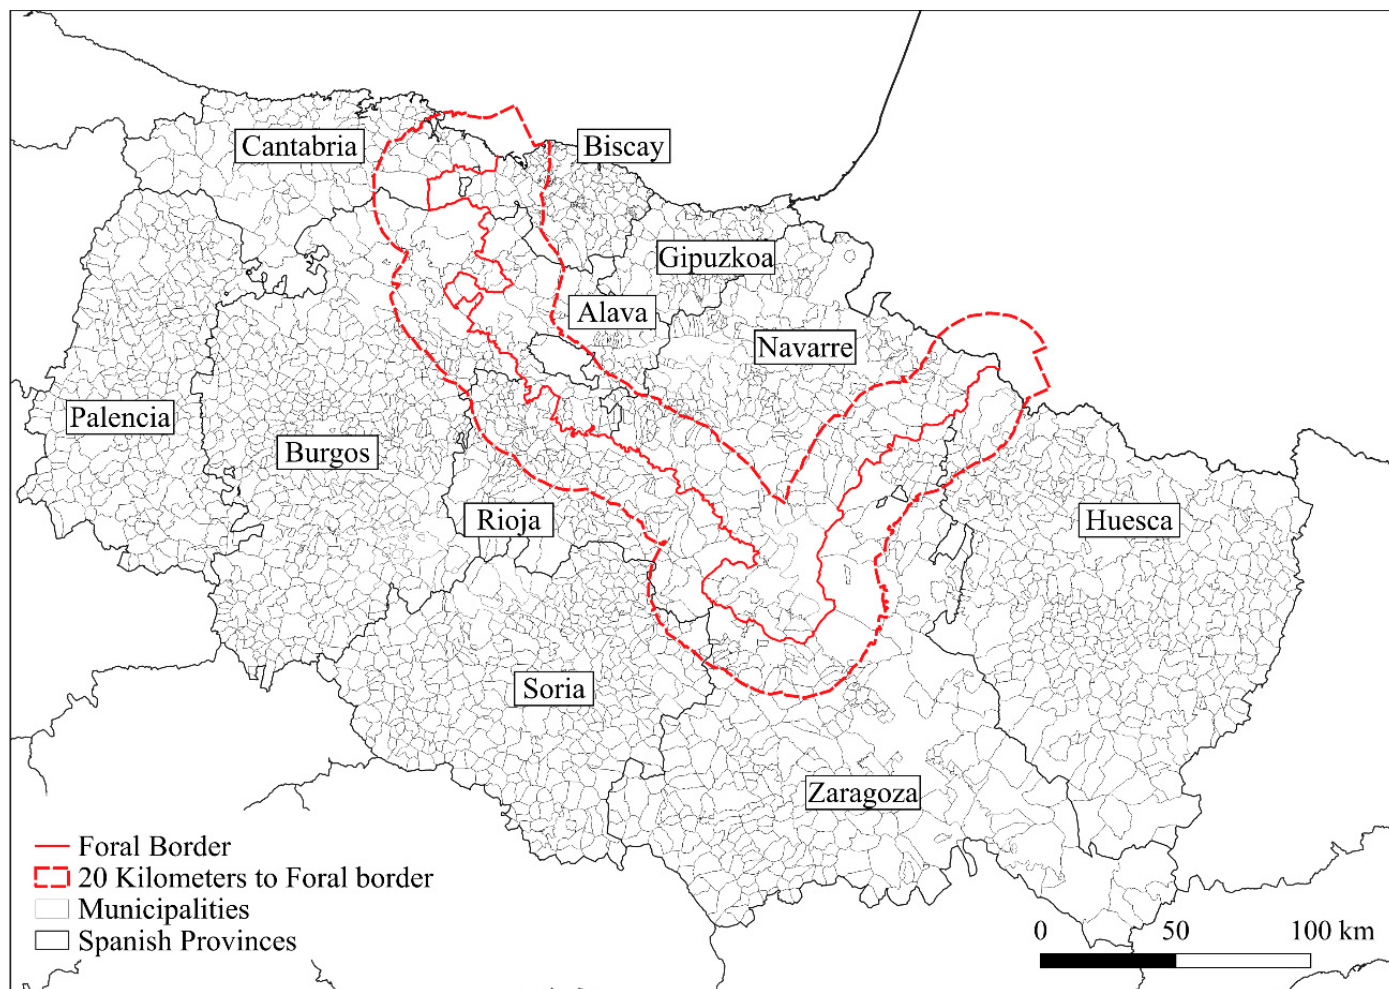 Cantabria
Biscay
Gipuzkoa
Alava
Navarre
Palencia
Burgos
Rioja
Huesca
Soria
Zaragoza
Foral Border
20 Kilometers to Foral border
Municipalities
Spanish Provinces
0 50 100 km